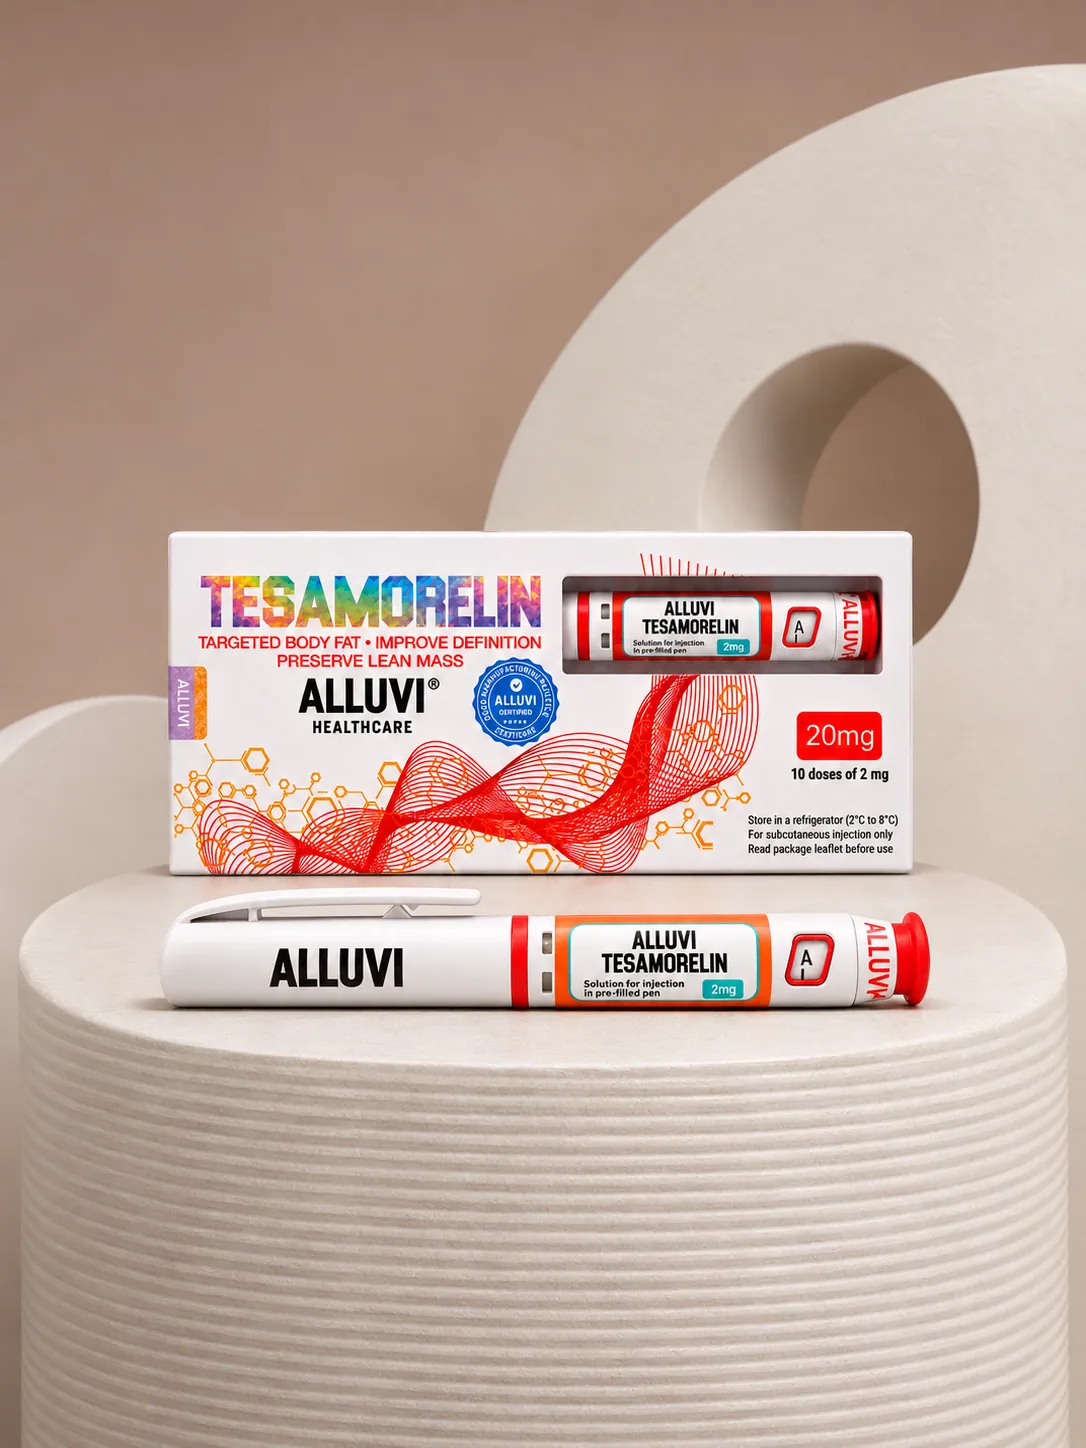 TESAMORELIN
TARGETED BODY FAT • IMPROVE DEFINITION
PRESERVE LEAN MASS
ALLUVI®
HEALTHCARE
ALLUVI
ALLUVI
CERTIFIED
ALLUVI
TESAMORELIN
Solution for injection
in pre-filled pen
2mg
A
ALLUVI
20mg
10 doses of 2 mg
Store in a refrigerator (2°C to 8°C)
For subcutaneous injection only
Read package leaflet before use
ALLUVI
ALLUVI
TESAMORELIN
Solution for injection
in pre-filled pen
2mg
A
ALLUVI